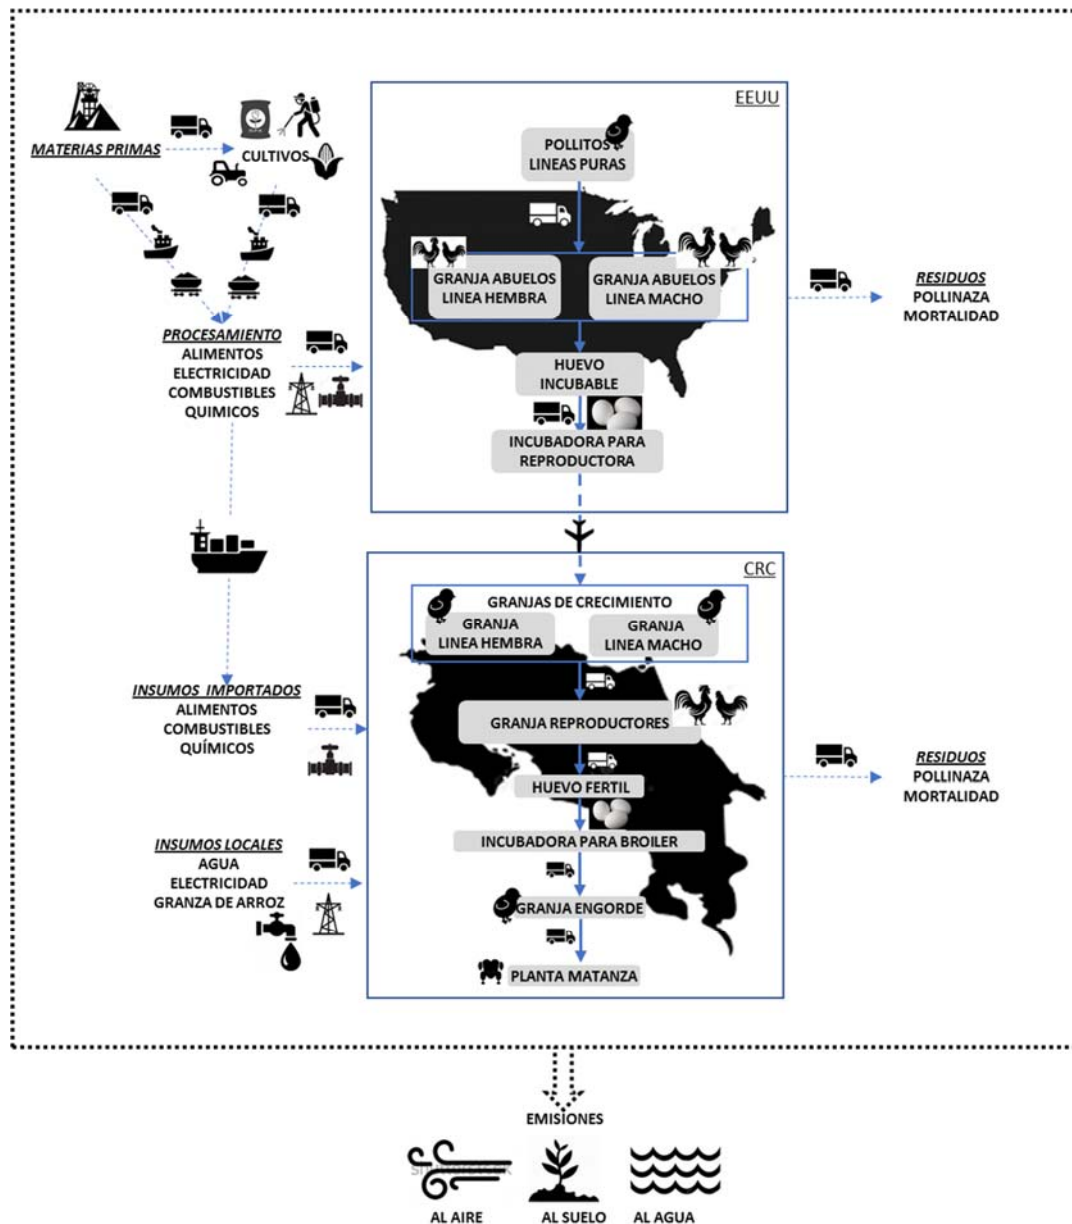 EEUU
MATERIAS PRIMAS
CULTIVOS
POLLITOS
LINEAS PURAS
GRANJA ABUELOS
LINEA HEMBRA
GRANJA ABUELOS
LINEA MACHO
RESIDUOS
POLLINAZA
MORTALIDAD
PROCESAMIENTO
ALIMENTOS
ELECTRICIDAD
COMBUSTIBLES
QUIMICOS
HUEVO
INCUBABLE
INCUBADORA PARA
REPRODUCTORA
CRC
GRANJAS DE CRECIMIENTO
GRANJA
LINEA HEMBRA
GRANJA
LINEA MACHO
INSUMOS IMPORTADOS
ALIMENTOS
COMBUSTIBLES
QUÍMICOS
GRANJA REPRODUCTORES
HUEVO FERTIL
RESIDUOS
POLLINAZA
MORTALIDAD
INCUBADORA PARA BROILER
INSUMOS LOCALES
AGUA
ELECTRICIDAD
GRANZA DE ARROZ
GRANJA ENGORDE
PLANTA MATANZA
EMISIONES
AL AIRE
AL SUELO
AL AGUA